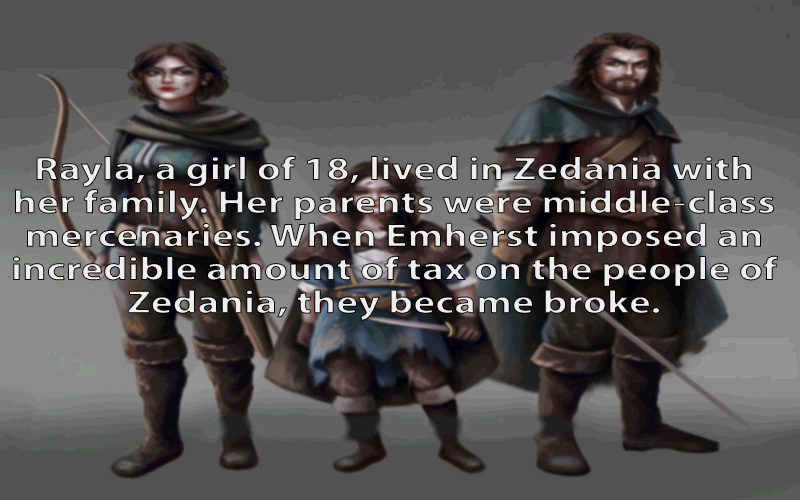 Rayla, a girl of 18, lived in Zedania with
her family. Her parents were middle-class
mercenaries. When Emherst imposed an
incredible amount of tax on the people of
Zedania, they became broke.